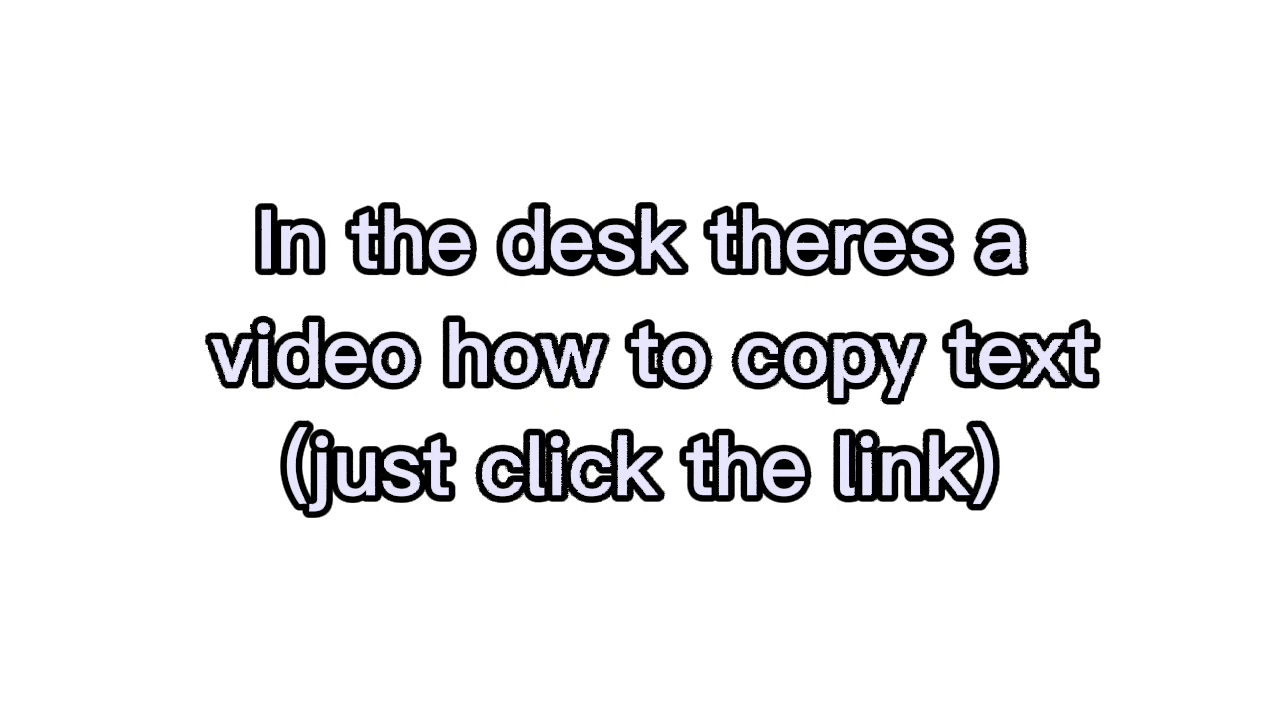 In the desk theres a
video how to copy text
(just click the link)